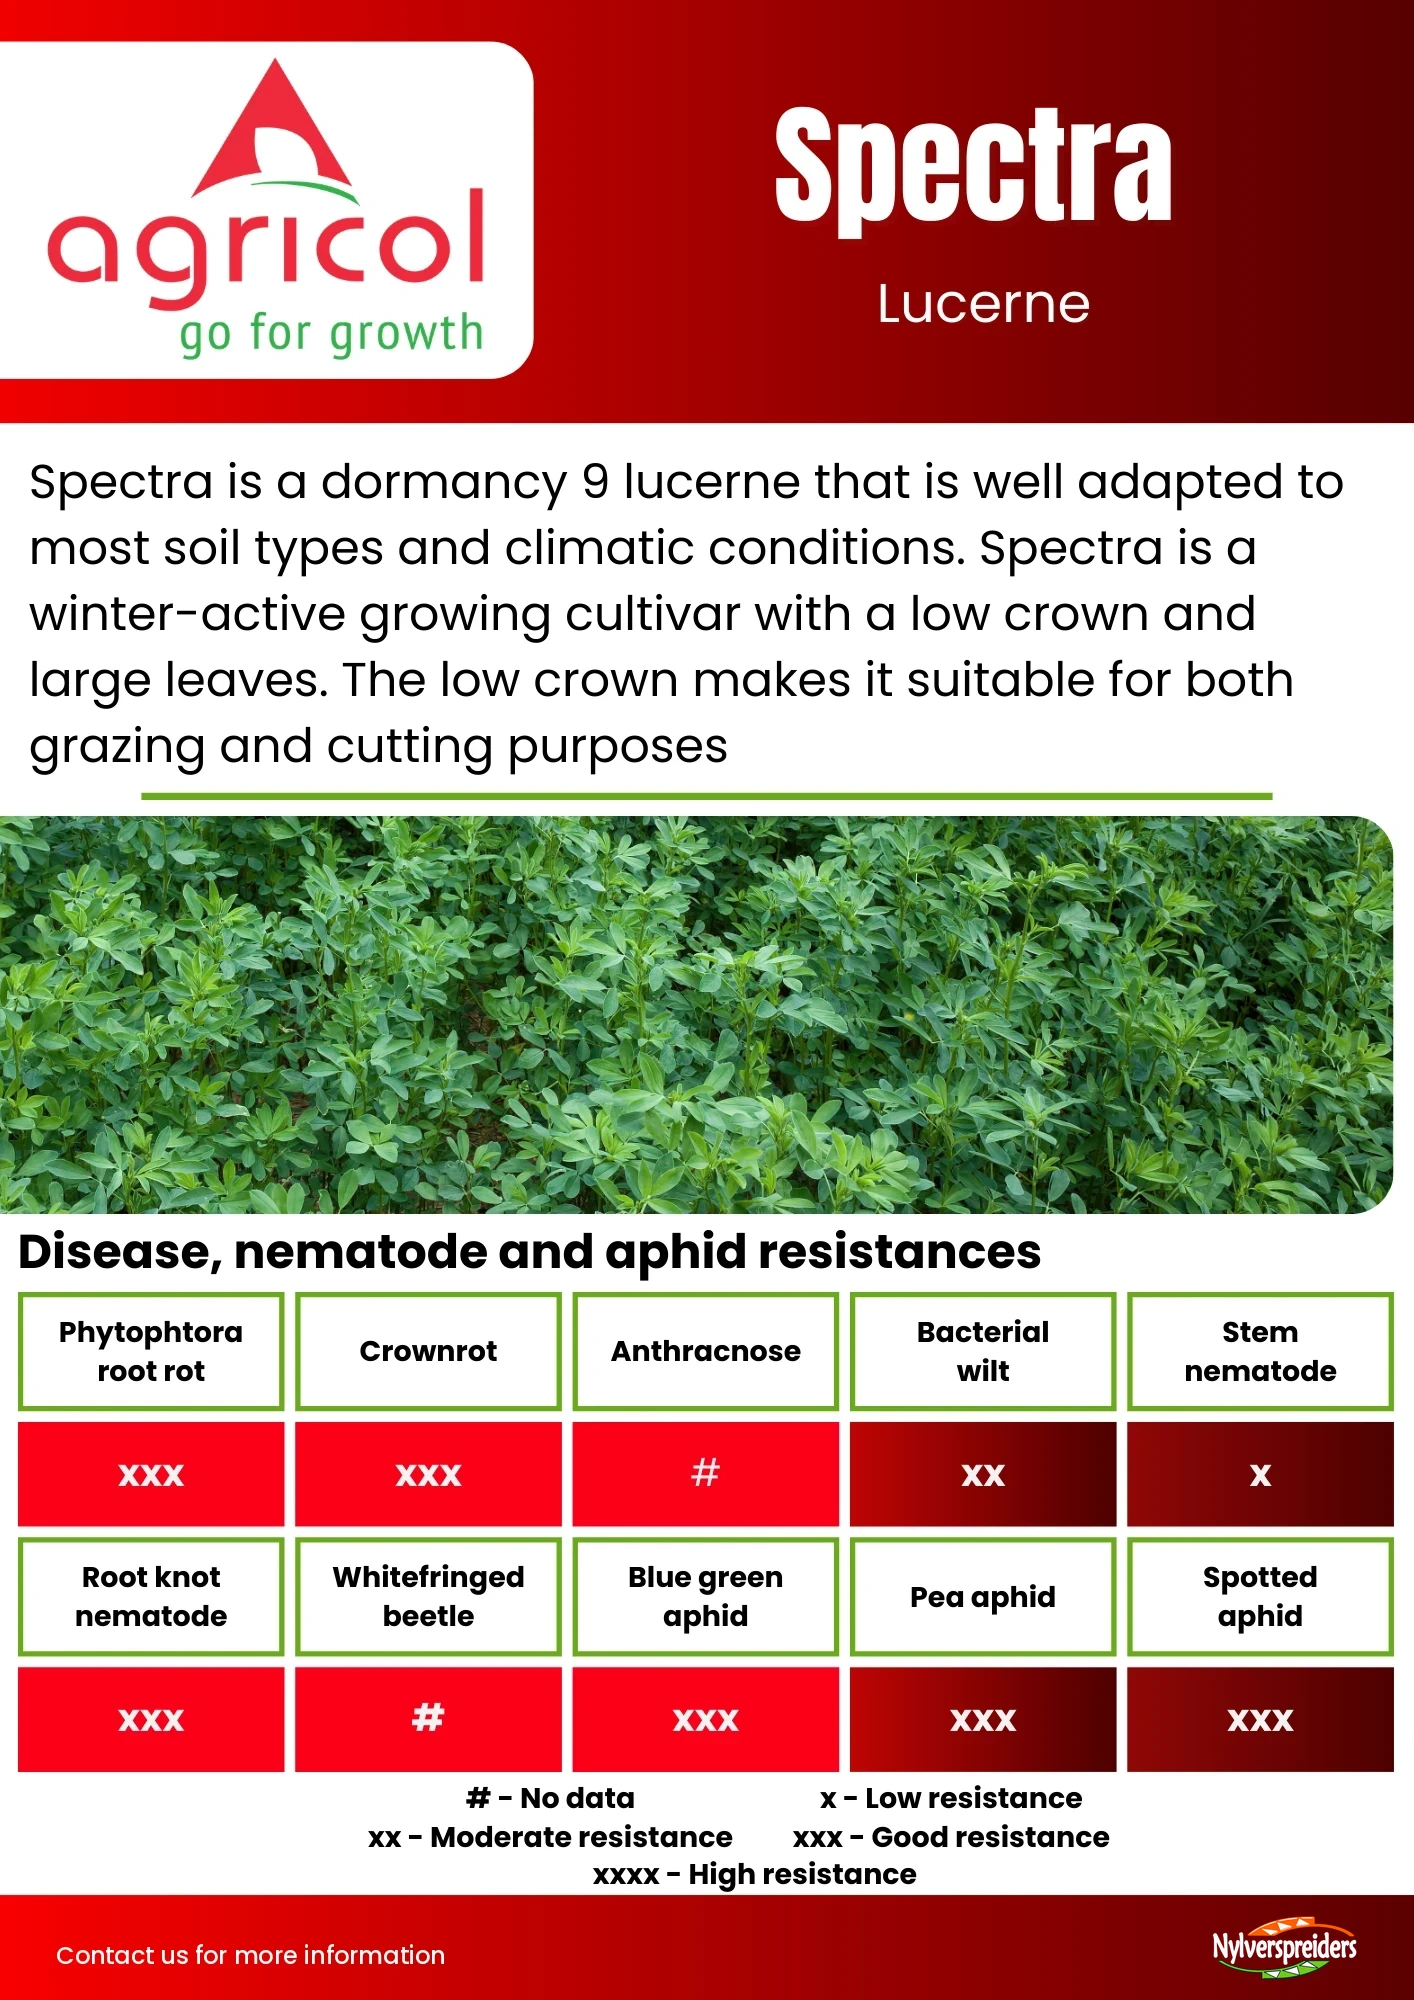 agricol
go for growth
Spectra
Lucerne
Spectra is a dormancy 9 lucerne that is well adapted to
most soil types and climatic conditions. Spectra is a
winter-active growing cultivar with a low crown and
large leaves. The low crown makes it suitable for both
grazing and cutting purposes
Disease, nematode and aphid resistances
Phytophtora
root rot
Crownrot
Anthracnose
Bacterial
wilt
Stem
nematode
xxx
xxx
#
xx
x
Root knot
nematode
Whitefringed
beetle
Blue green
aphid
Pea aphid
Spotted
aphid
xxx
#
xxx
xxx
xxx
# - No data
x - Low resistance
xx - Moderate resistance
xxx - Good resistance
xxxx - High resistance
Contact us for more information
Nylverspreiders